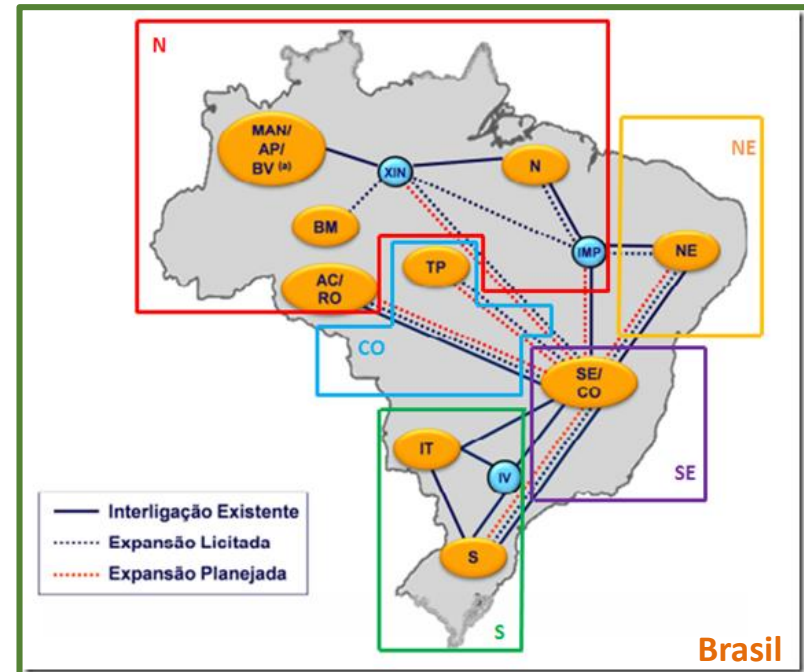 N
MAN/
AP/
BV (a)
XIN
N
NE
BM
IMP
NE
TP
AC/
RO
CO
SE/
CO
IT
IV
SE
Interligação Existente
Expansão Licitada
Expansão Planejada
S
S
Brasil